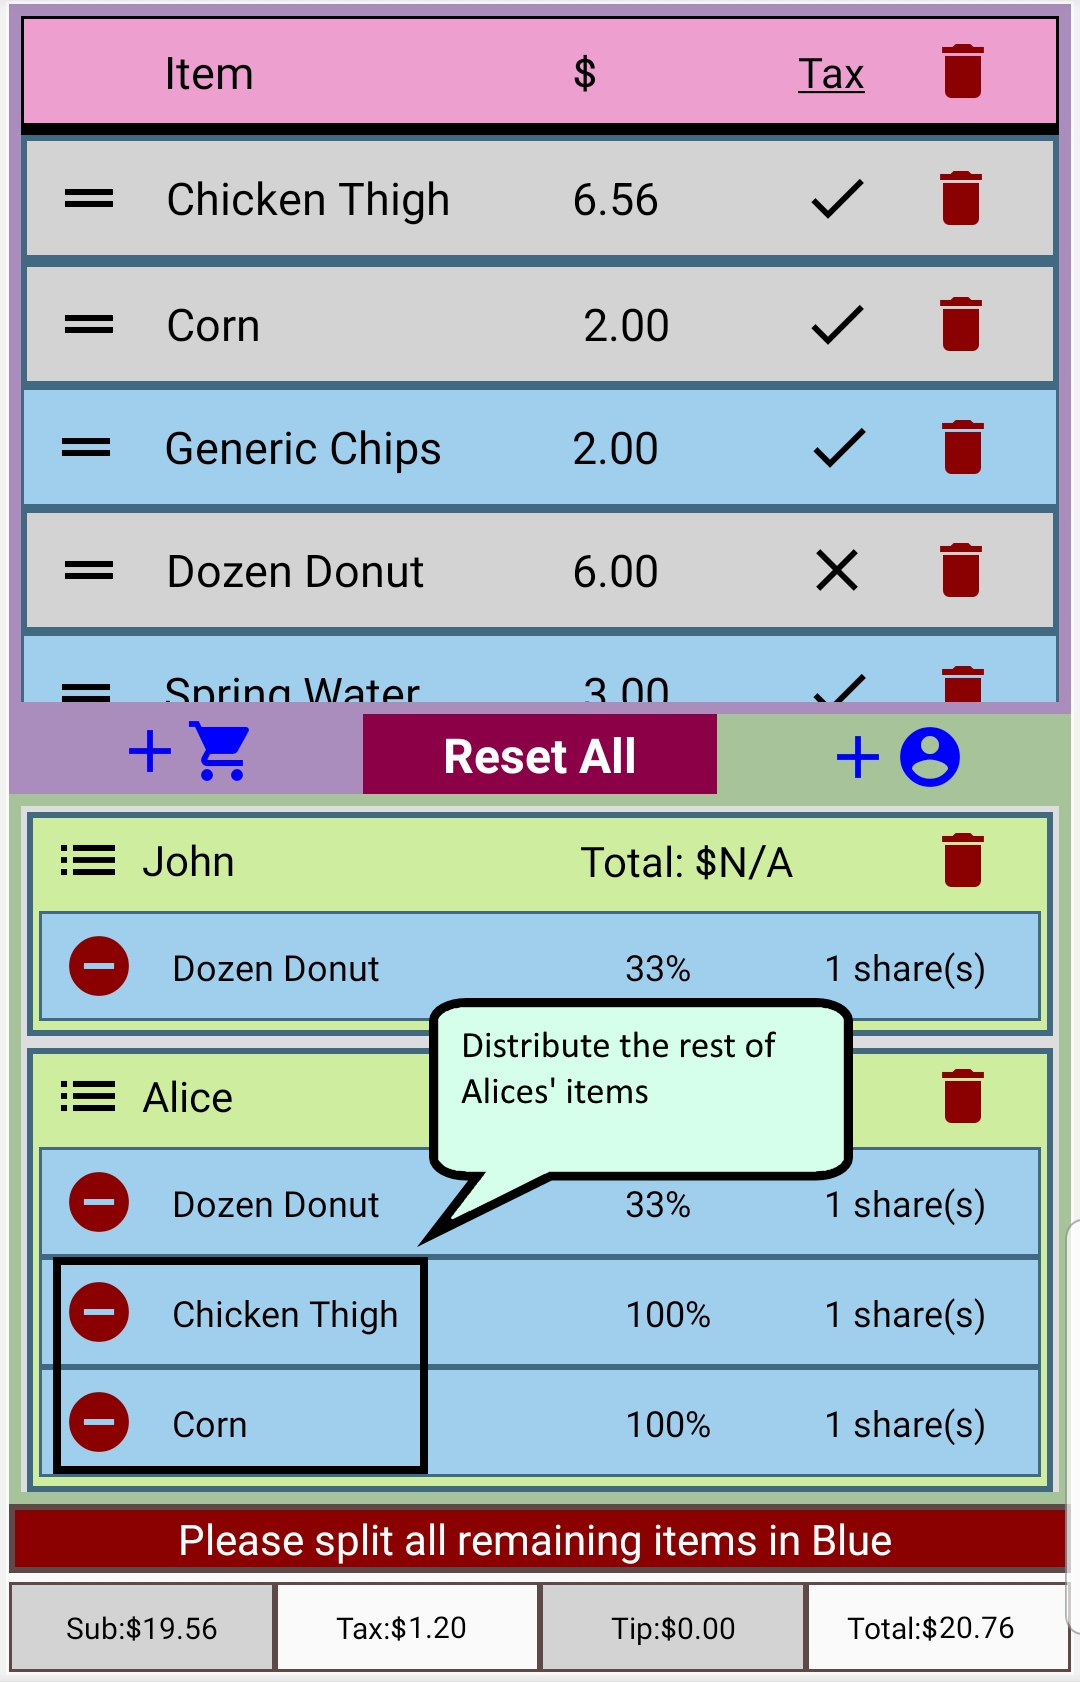 Item $ Tax
Chicken Thigh 6.56
Corn 2.00
Generic Chips 2.00
Dozen Donut 6.00
Spring Water 3.00
Reset All
John Total: $N/A
Dozen Donut 33% 1 share(s)
Distribute the rest of
Alices' items
Alice
Dozen Donut 33% 1 share(s)
Chicken Thigh 100% 1 share(s)
Corn 100% 1 share(s)
Please split all remaining items in Blue
Sub:$19.56 Tax:$1.20 Tip:$0.00 Total:$20.76